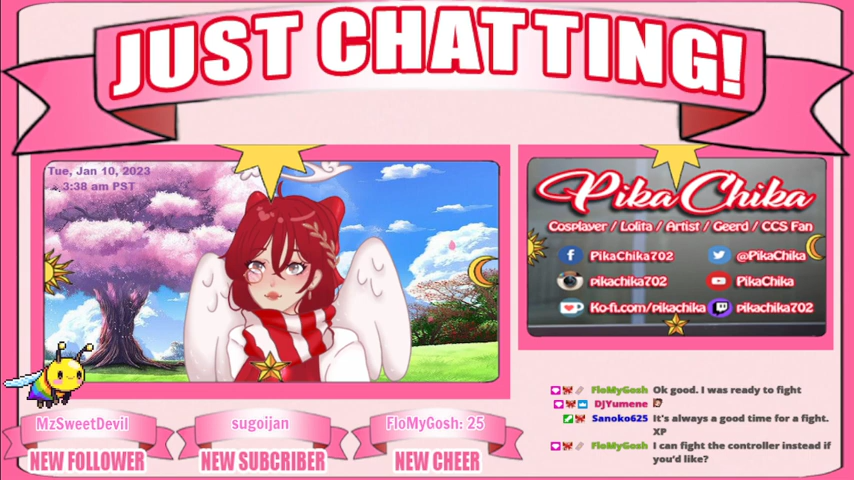 JUST CHATTING!
Tue, Jan 10, 2023
3:38 am PST
PikaChika
Cosplayer / Lolita / Artist / Geerd / CCS Fan
PikaChika702
@PikaChika
pikachika702
PikaChika
Ko-fi.com/pikachika
pikachika702
FloMyGosh Ok good. I was ready to fight
DJYumene
Sanoko625 It's always a good time for a fight.
XP
FloMyGosh I can fight the controller instead if
you'd like?
MzSweetDevil
NEW FOLLOWER
sugoijan
NEW SUBCRIBER
FloMyGosh: 25
NEW CHEER